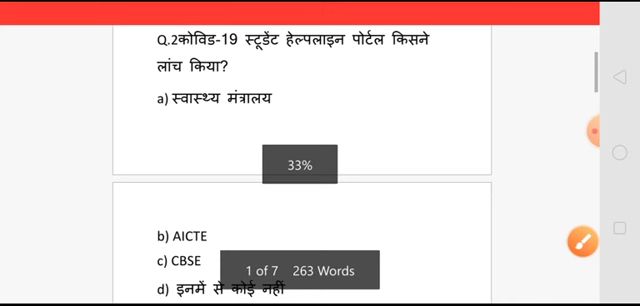 Q.2कोविड-19 स्टूडेंट हेल्पलाइन पोर्टल किसने
लांच किया?
a) स्वास्थ्य मंत्रालय
33%
b) AICTE
c) CBSE
1 of 7 263 Words
d) इनमें से कोई नहीं